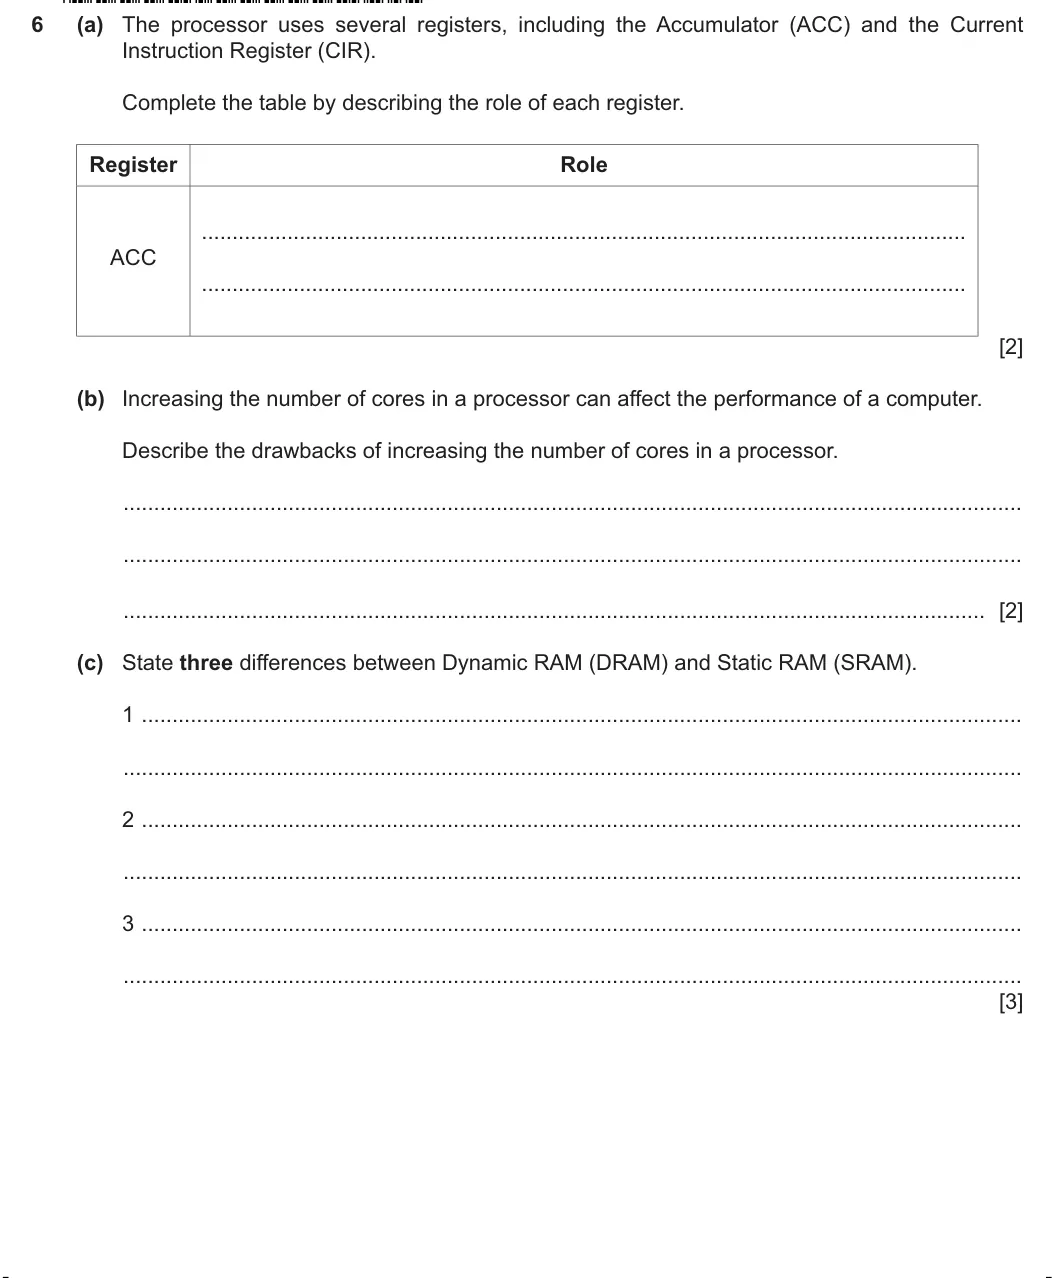 6 (a) The processor uses several registers, including the Accumulator (ACC) and the Current
Instruction Register (CIR).
Complete the table by describing the role of each register.
Register Role
ACC ....................................................................................................
....................................................................................................
[2]
(b) Increasing the number of cores in a processor can affect the performance of a computer.
Describe the drawbacks of increasing the number of cores in a processor.
....................................................................................................
....................................................................................................
.................................................................................................... [2]
(c) State three differences between Dynamic RAM (DRAM) and Static RAM (SRAM).
1 ....................................................................................................
....................................................................................................
2 ....................................................................................................
....................................................................................................
3 ....................................................................................................
....................................................................................................
[3]